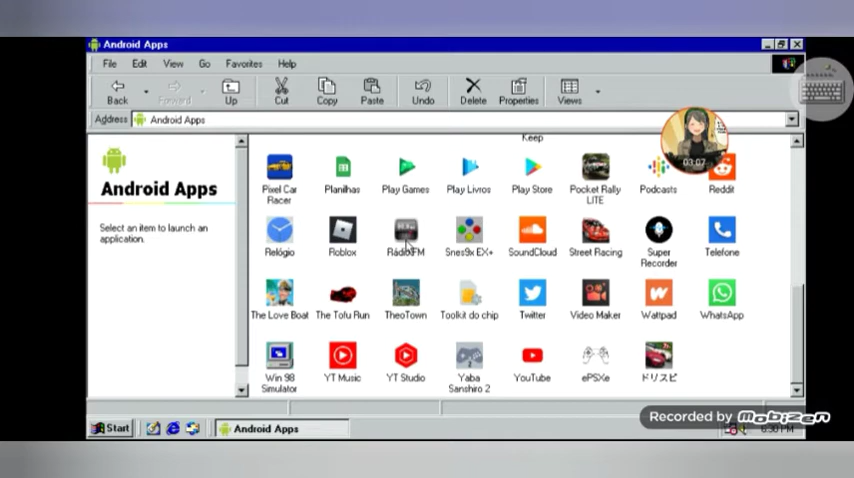 Android Apps
File Edit View Go Favorites Help
Back Forward Up Cut Copy Paste Undo Delete Properties Views
Address Android Apps
Keep
03:07
Android Apps
Select an item to launch an
application.
Pixel Car
Racer
Planilhas
Play Games
Play Livros
Play Store
Pocket Rally
LITE
Podcasts
Reddit
Relógio
Roblox
Rádio FM
Snes9x EX+
SoundCloud
Street Racing
Super
Recorder
Telefone
The Love Boat
The Tofu Run
TheoTown
Toolkit do chip
Twitter
Video Maker
Wattpad
WhatsApp
Win 98
Simulator
YT Music
YT Studio
Yaba
Sanshiro 2
YouTube
ePSXe
ドリスピ
Recorded by Mobizen
Start Android Apps